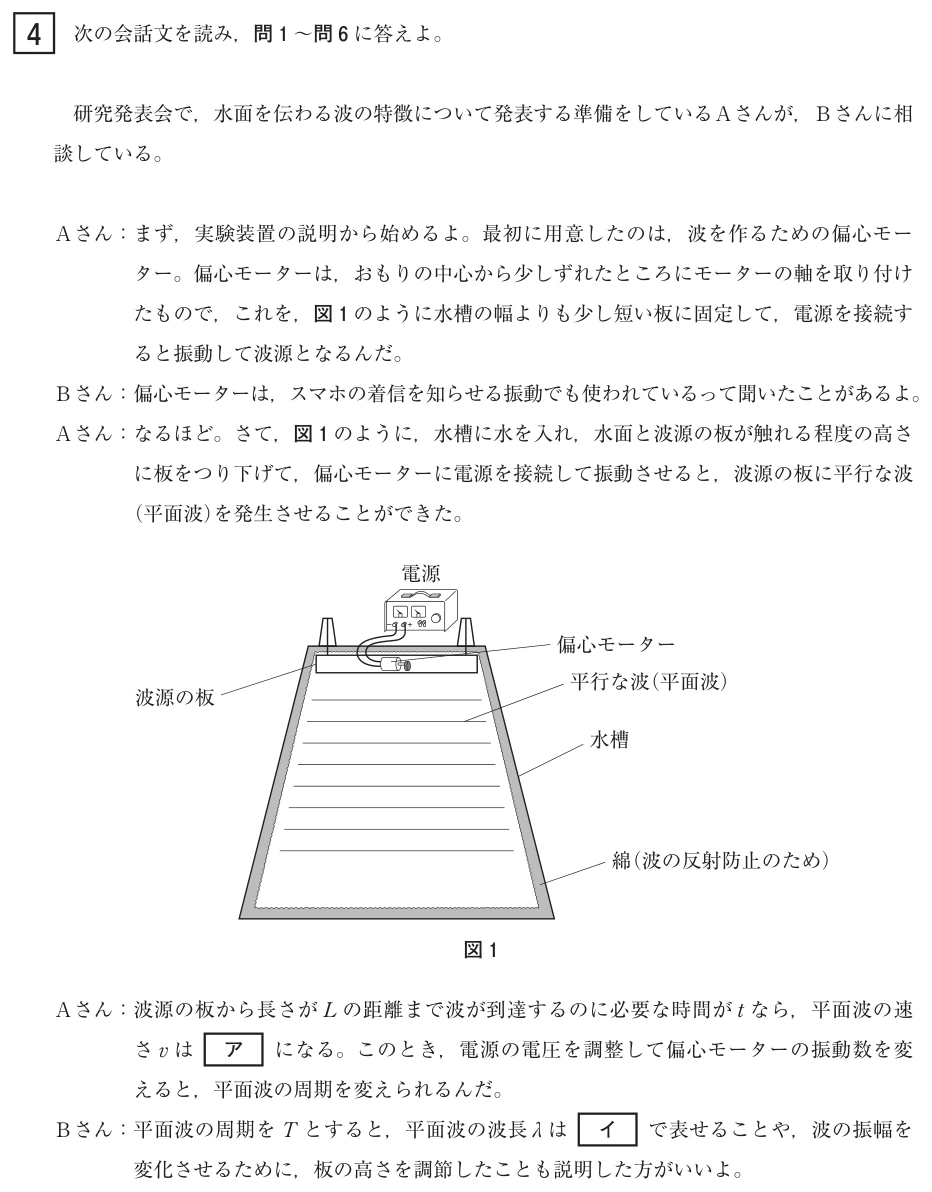 4 次の会話文を読み，問1～問6に答えよ。
研究発表会で，水面を伝わる波の特徴について発表する準備をしているAさんが，Bさんに相
談している。
Aさん：まず，実験装置の説明から始めるよ。最初に用意したのは，波を作るための偏心モー
ター。偏心モーターは，おもりの中心から少しずれたところにモーターの軸を取り付け
たもので，これを，図1のように水槽の幅よりも少し短い板に固定して，電源を接続す
ると振動して波源となるんだ。
Bさん：偏心モーターは，スマホの着信を知らせる振動でも使われているって聞いたことがあるよ。
Aさん：なるほど。さて，図1のように，水槽に水を入れ，水面と波源の板が触れる程度の高さ
に板をつり下げて，偏心モーターに電源を接続して振動させると，波源の板に平行な波
(平面波)を発生させることができた。
電源
偏心モーター
平行な波(平面波)
波源の板
水槽
綿(波の反射防止のため)
図1
Aさん：波源の板から長さがLの距離まで波が到達するのに必要な時間がtなら，平面波の速
さvは ア になる。このとき，電源の電圧を調整して偏心モーターの振動数を変
えると，平面波の周期を変えられるんだ。
Bさん：平面波の周期をTとすると，平面波の波長λは イ で表せることや，波の振幅を
変化させるために，板の高さを調節したことも説明した方がいいよ。